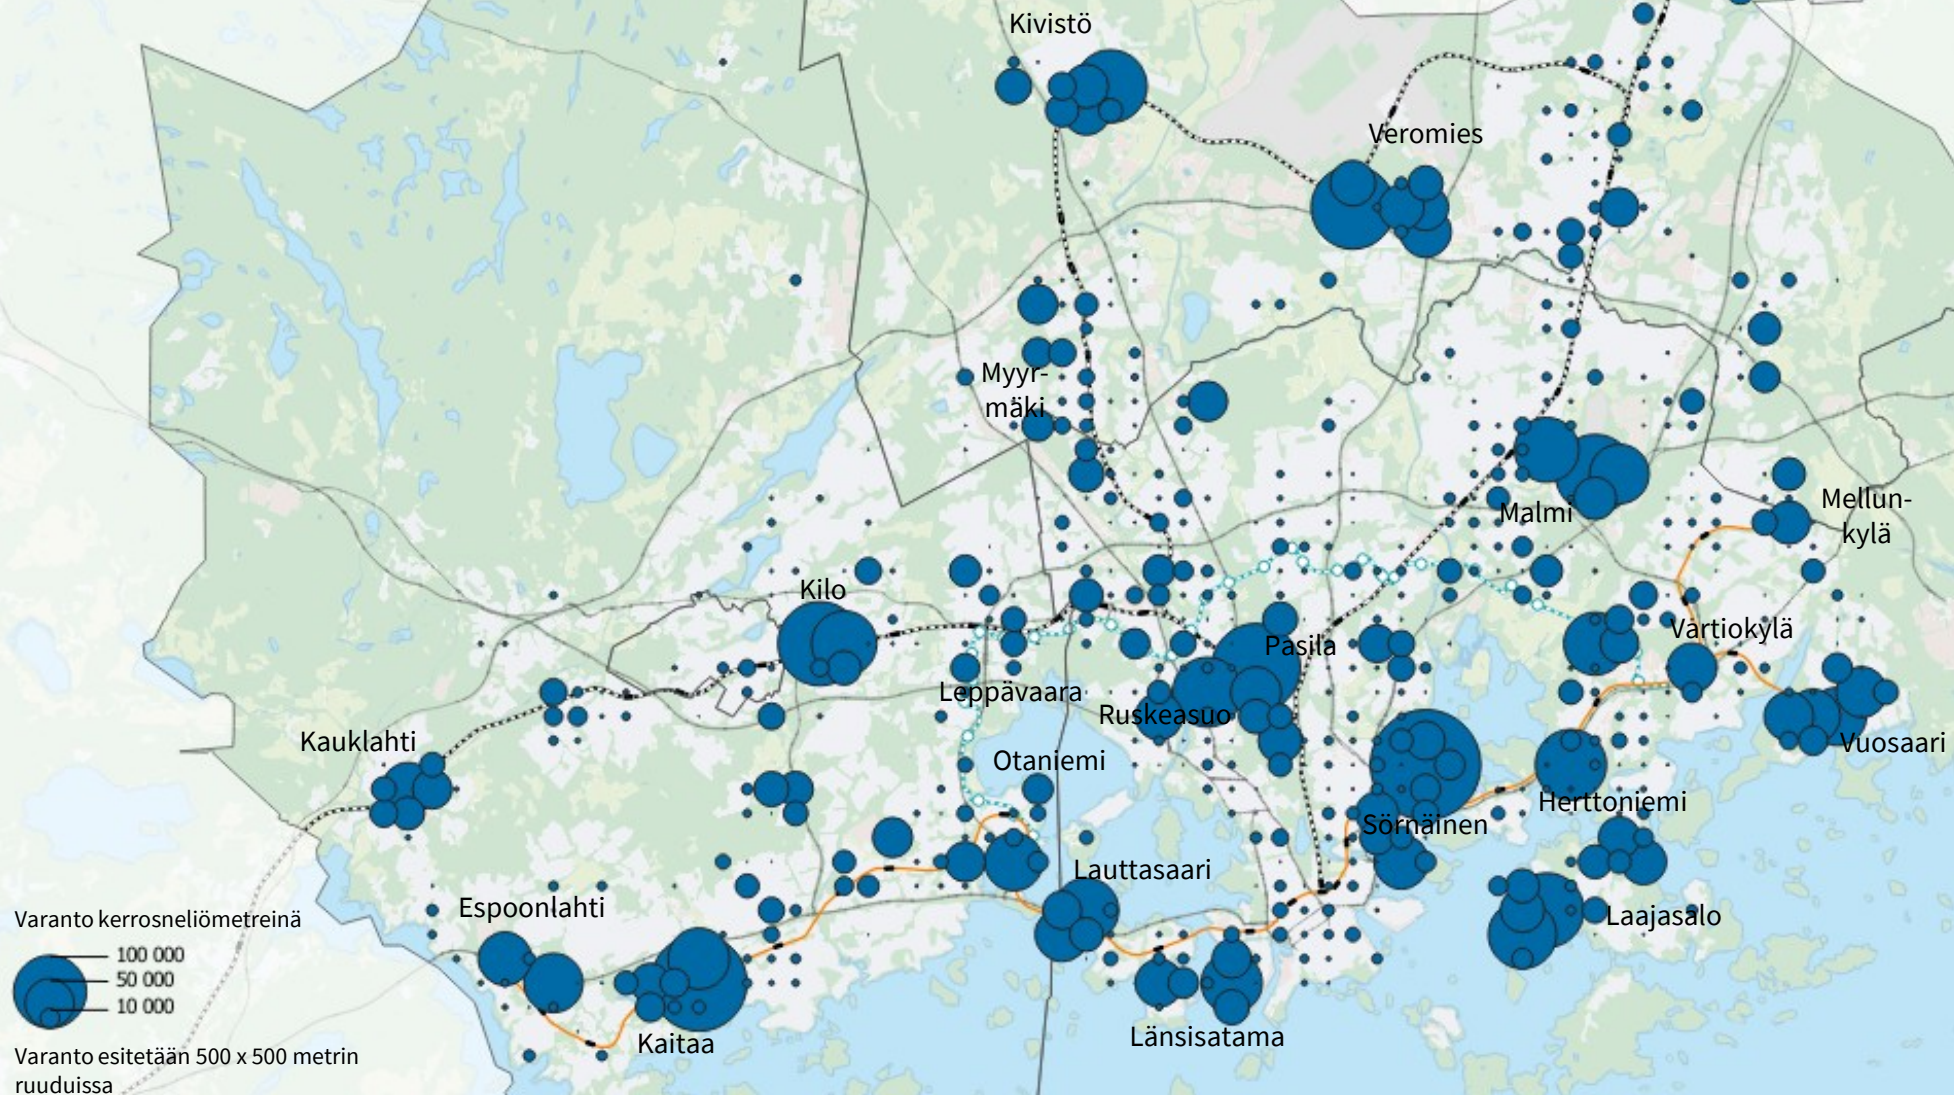 Kivistö
Veromies
Myyr-
mäki
Mellun-
kylä
Malmi
Kilo
Värtiokylä
Pasila
Leppävaara
Ruskeasuo
Kauklahti
Vuosaari
Otaniemi
Herttoniemi
Sörnäinen
Lauttasaari
Espoonlahti
Laajasalo
Länsisatama
Kaitaa
Varanto kerrosneliömetreinä
100 000
50 000
10 000
Varanto esitetään 500 x 500 metrin
ruuduissa